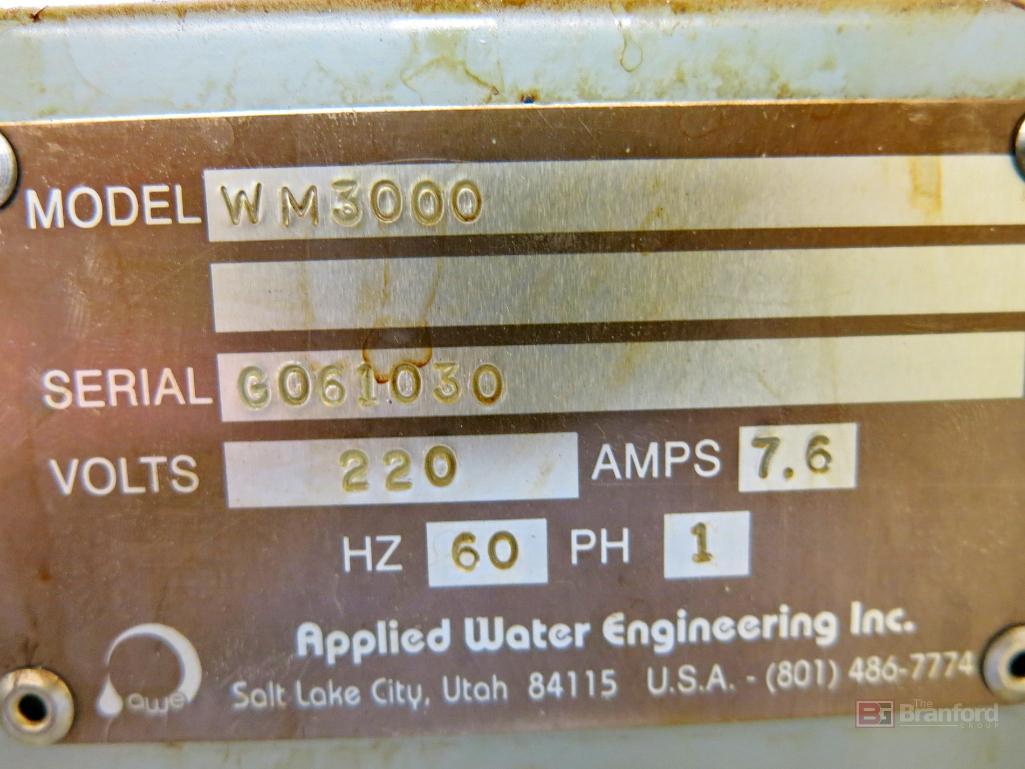 MODEL WM3000
SERIAL G061030
VOLTS 220 AMPS 7.6
HZ 60 PH 1
Applied Water Engineering Inc.
awe
Salt Lake City, Utah 84115 U.S.A. - (801) 486-7774
BG The Branford GROUP